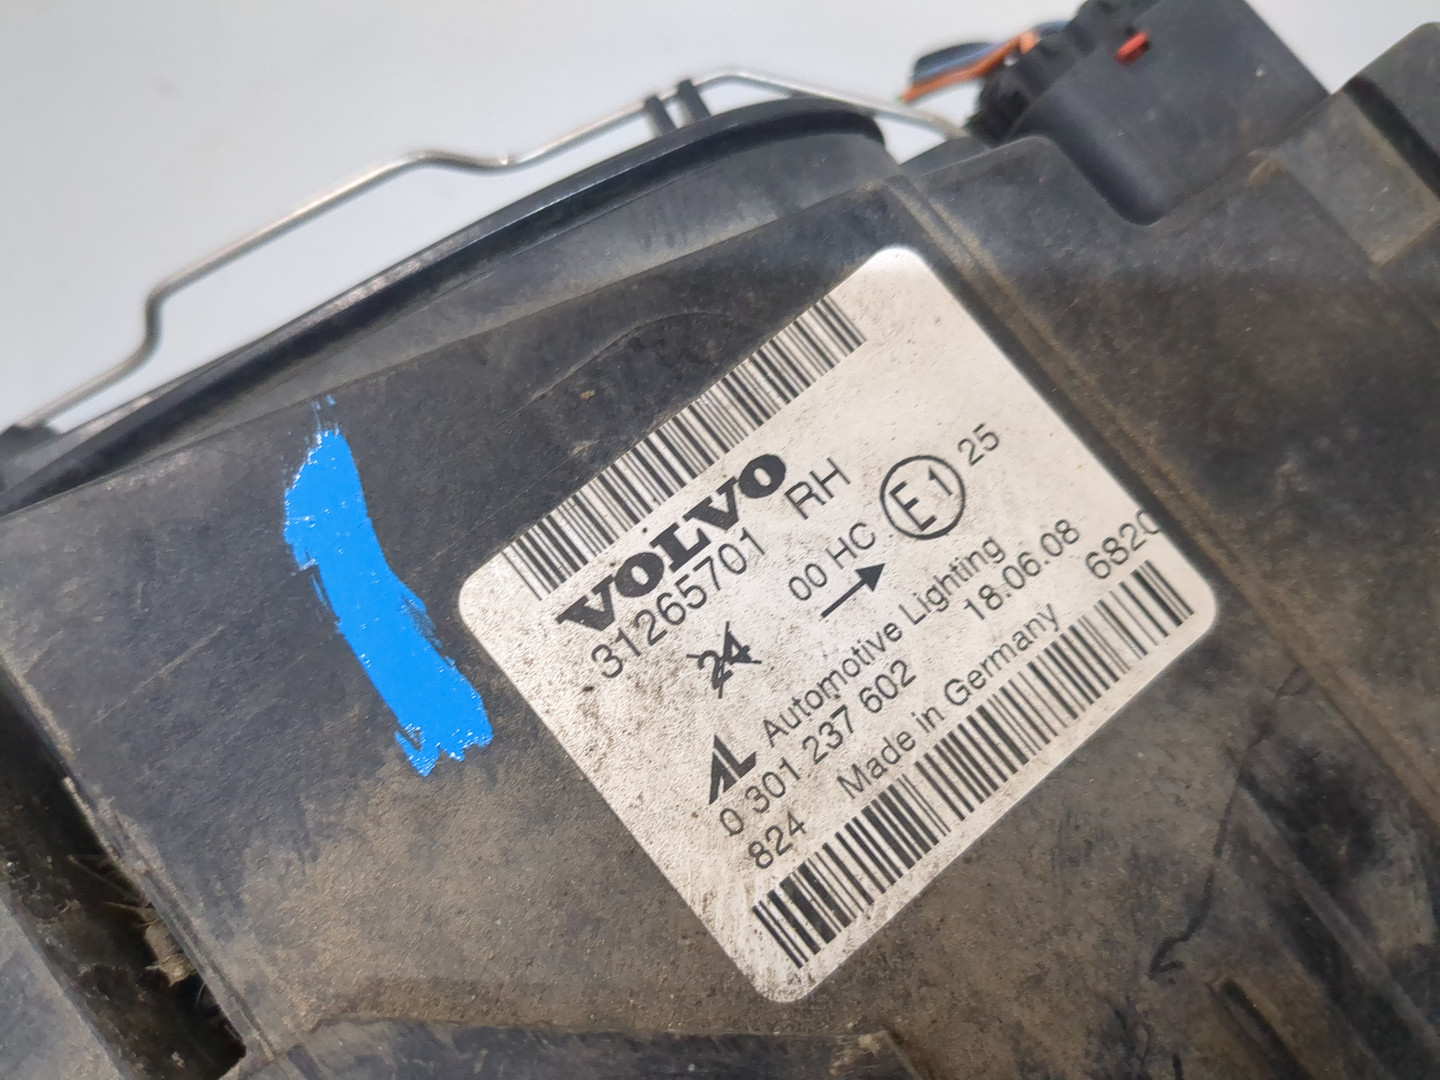 VOLVO
31265701 RH
24 00 HC E1 25
AL Automotive Lighting
0 301 237 602 18.06.08
824 Made in Germany 6820